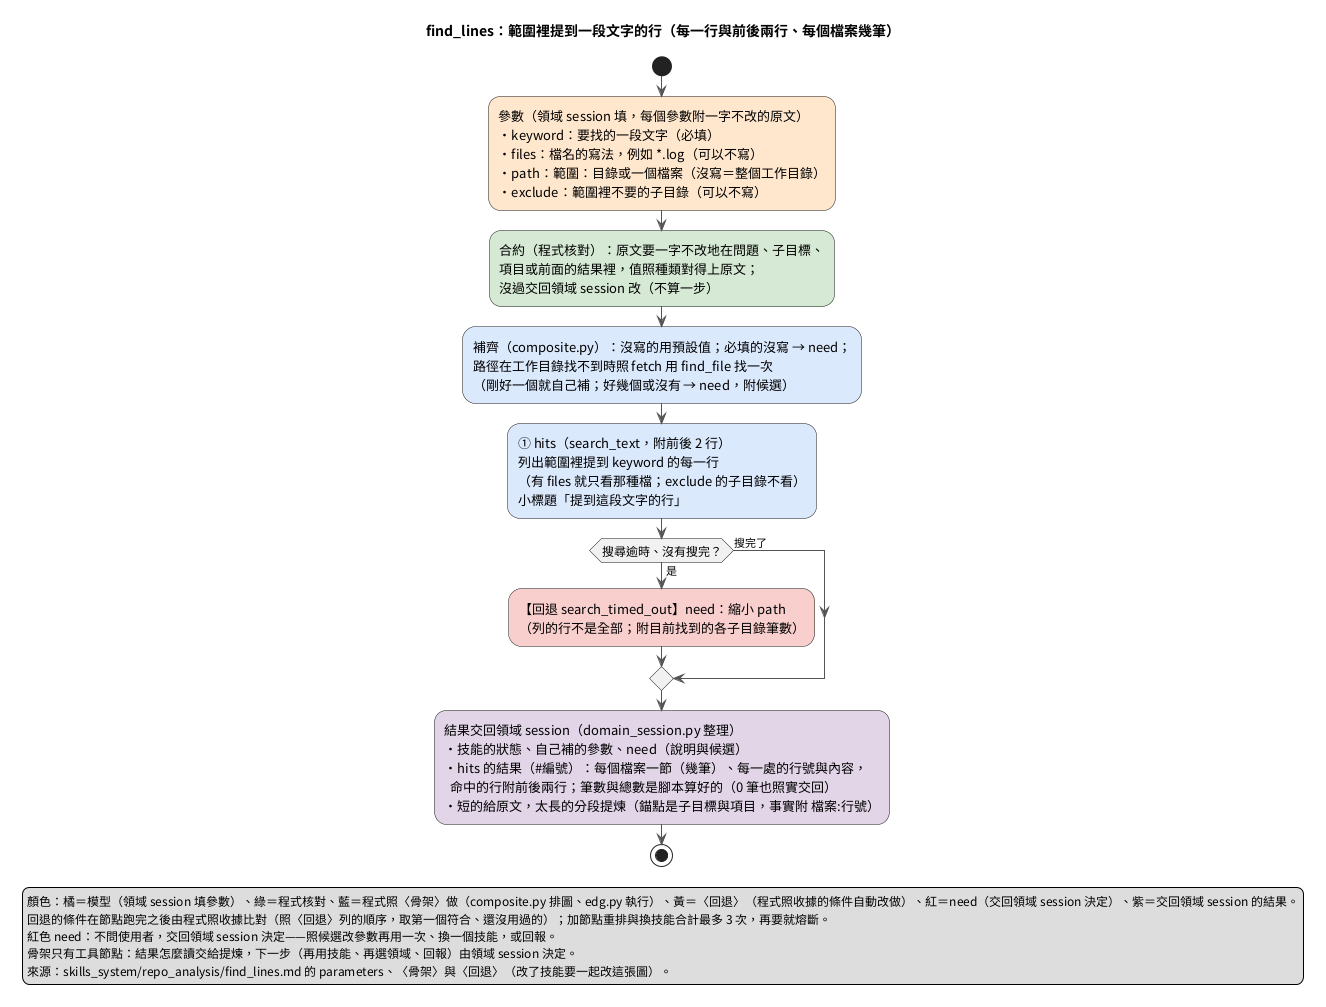 find_lines：範圍裡提到一段文字的行（每一行與前後兩行、每個檔案幾筆）
參數（領域 session 填，每個參數附一字不改的原文）
・keyword：要找的一段文字（必填）
・files：檔名的寫法，例如 *.log（可以不寫）
・path：範圍：目錄或一個檔案（沒寫＝整個工作目錄）
・exclude：範圍裡不要的子目錄（可以不寫）
合約（程式核對）：原文要一字不改地在問題、子目標、
項目或前面的結果裡，值照種類對得上原文；
沒過交回領域 session 改（不算一步）
補齊（composite.py）：沒寫的用預設值；必填的沒寫 → need；
路徑在工作目錄找不到時照 fetch 用 find_file 找一次
（剛好一個就自己補；好幾個或沒有 → need，附候選）
① hits（search_text，附前後 2 行）
列出範圍裡提到 keyword 的每一行
（有 files 就只看那種檔；exclude 的子目錄不看）
小標題「提到這段文字的行」
搜尋逾時、沒有搜完？
搜完了
是
【回退 search_timed_out】need：縮小 path
（列的行不是全部；附目前找到的各子目錄筆數）
結果交回領域 session（domain_session.py 整理）
・技能的狀態、自己補的參數、need（說明與候選）
・hits 的結果（#編號）：每個檔案一節（幾筆）、每一處的行號與內容，
命中的行附前後兩行；筆數與總數是腳本算好的（0 筆也照實交回）
・短的給原文，太長的分段提煉（錨點是子目標與項目，事實附 檔案:行號）
顏色：橘＝模型（領域 session 填參數）、綠＝程式核對、藍＝程式照〈骨架〉做（composite.py 排圖、edg.py 執行）、黃＝〈回退〉（程式照收據的條件自動改做）、紅＝need（交回領域 session 決定）、紫＝交回領域 session 的結果。
回退的條件在節點跑完之後由程式照收據比對（照〈回退〉列的順序，取第一個符合、還沒用過的）；加節點重排與換技能合計最多 3 次，再要就熔斷。
紅色 need：不問使用者，交回領域 session 決定——照候選改參數再用一次、換一個技能，或回報。
骨架只有工具節點：結果怎麼讀交給提煉，下一步（再用技能、再選領域、回報）由領域 session 決定。
來源：skills_system/repo_analysis/find_lines.md 的 parameters、〈骨架〉與〈回退〉（改了技能要一起改這張圖）。